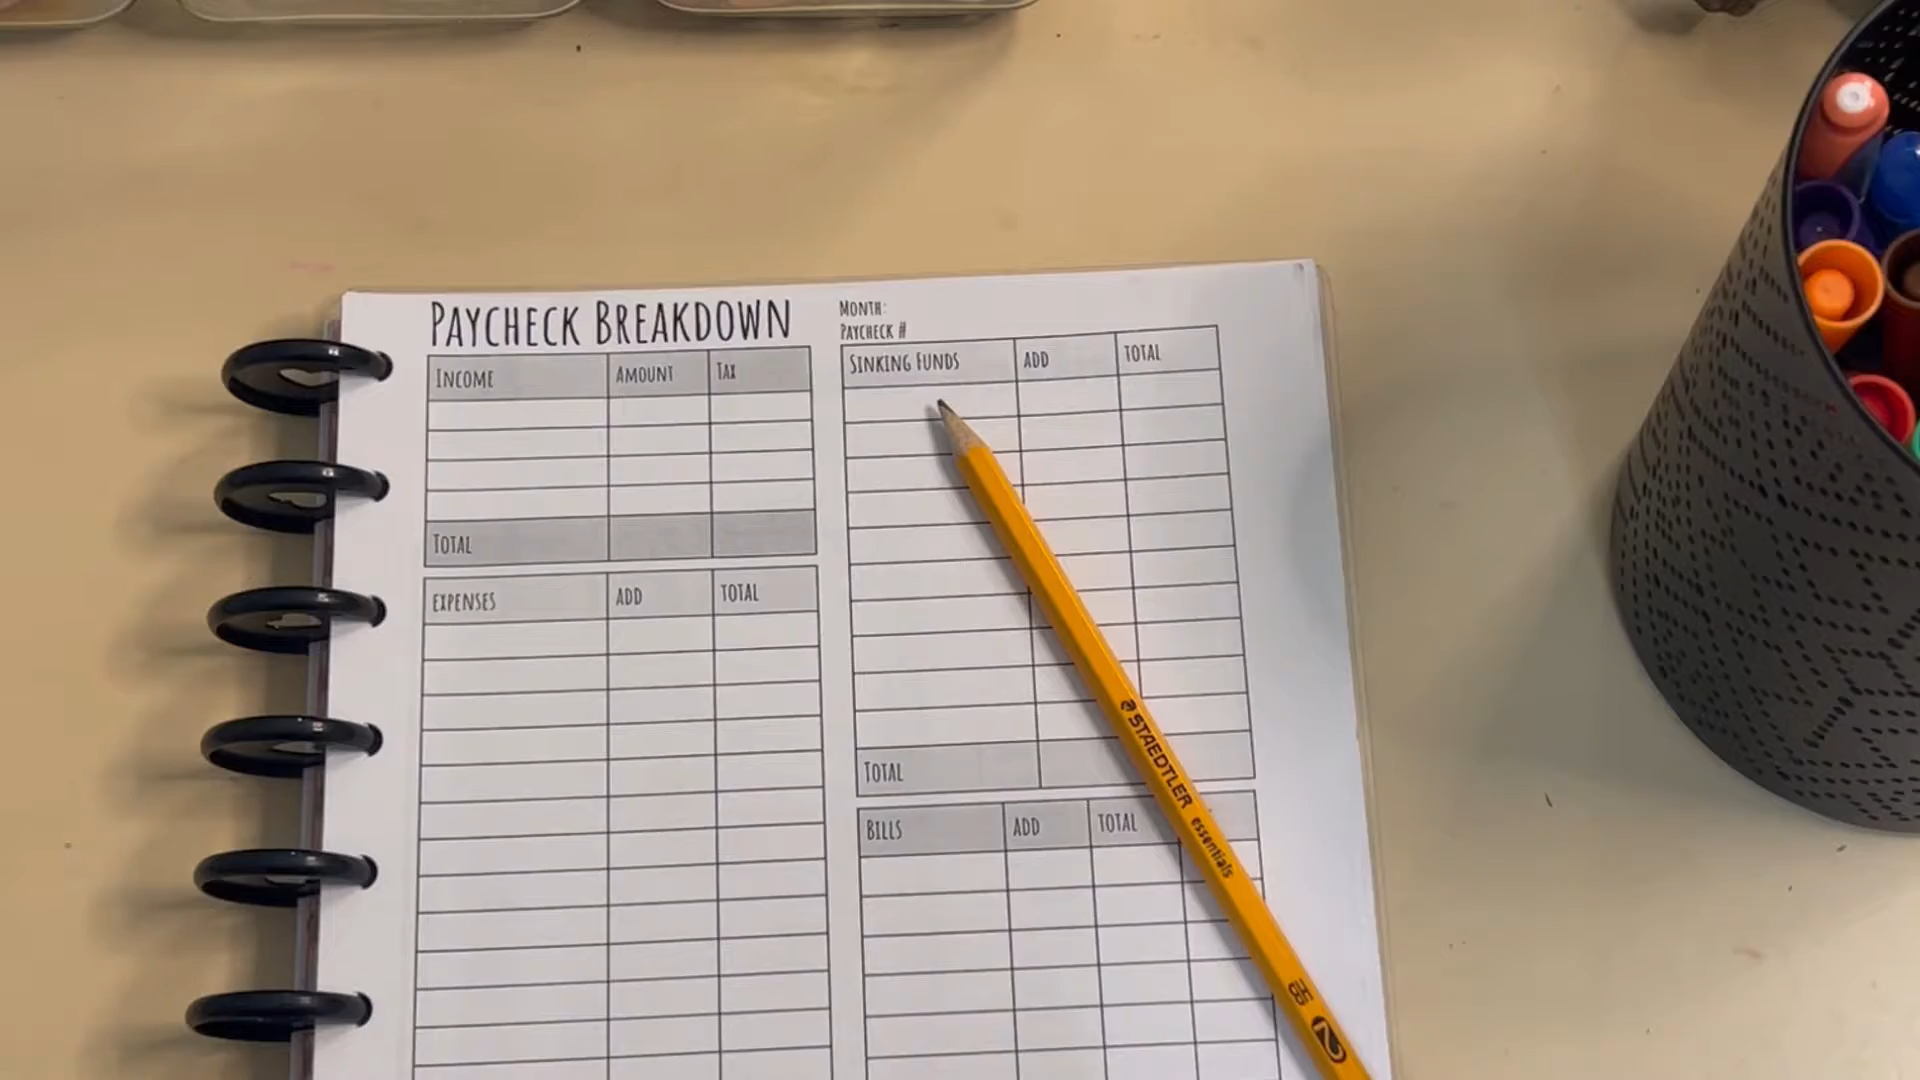 PAYCHECK BREAKDOWN
MONTH:
PAYCHECK #
INCOME AMOUNT TAX
TOTAL
EXPENSES ADD TOTAL
SINKING FUNDS ADD TOTAL
TOTAL
BILLS ADD TOTAL
STAEDTLER essentials HB 2